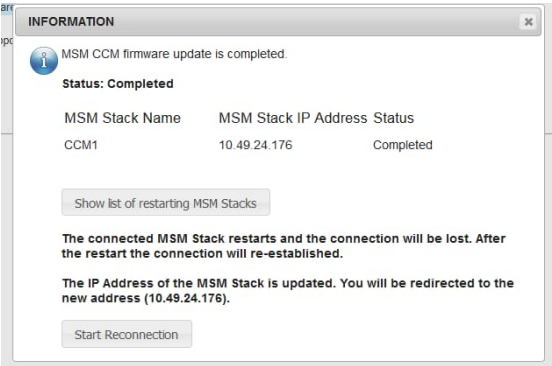 INFORMATION
MSM CCM firmware update is completed.
Status: Completed
MSM Stack Name MSM Stack IP Address Status
CCM1 10.49.24.176 Completed
Show list of restarting MSM Stacks
The connected MSM Stack restarts and the connection will be lost. After
the restart the connection will re-established.
The IP Address of the MSM Stack is updated. You will be redirected to the
new address (10.49.24.176).
Start Reconnection